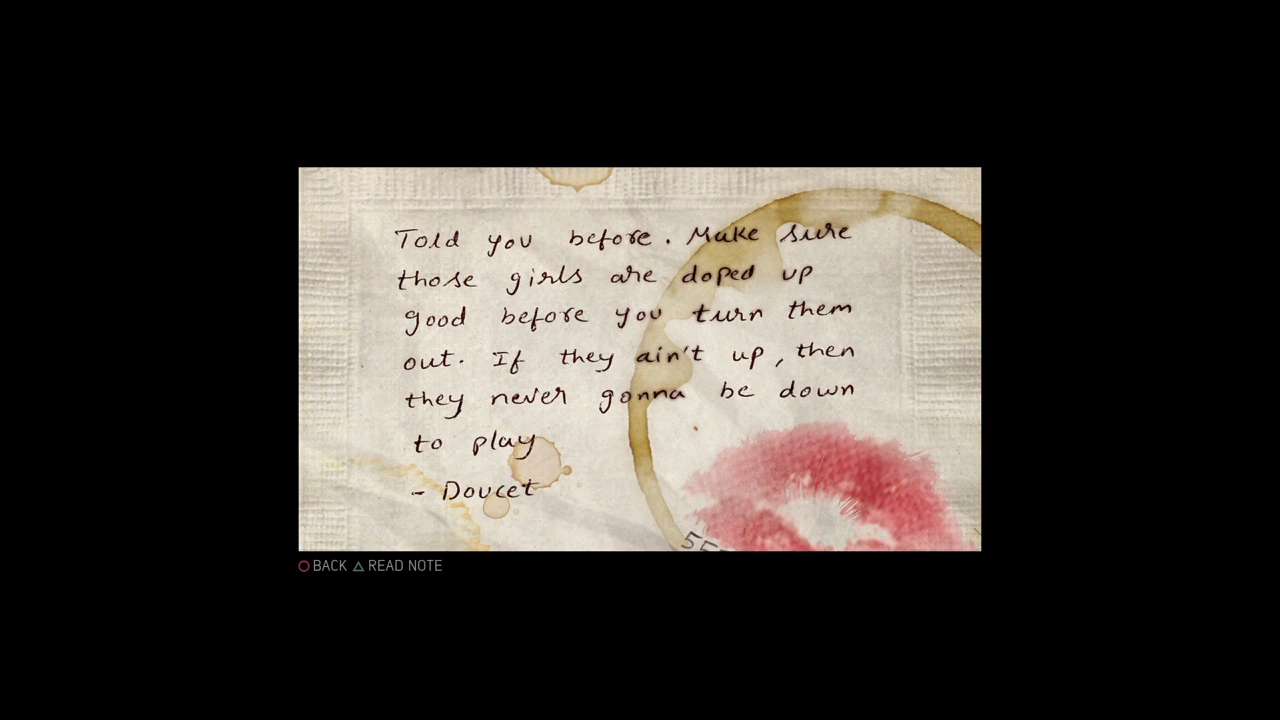 Told you before. Make sure
those girls are doped up
good before you turn them
out. If they ain't up, then
they never gonna be down
to play
- Doucet
BACK READ NOTE